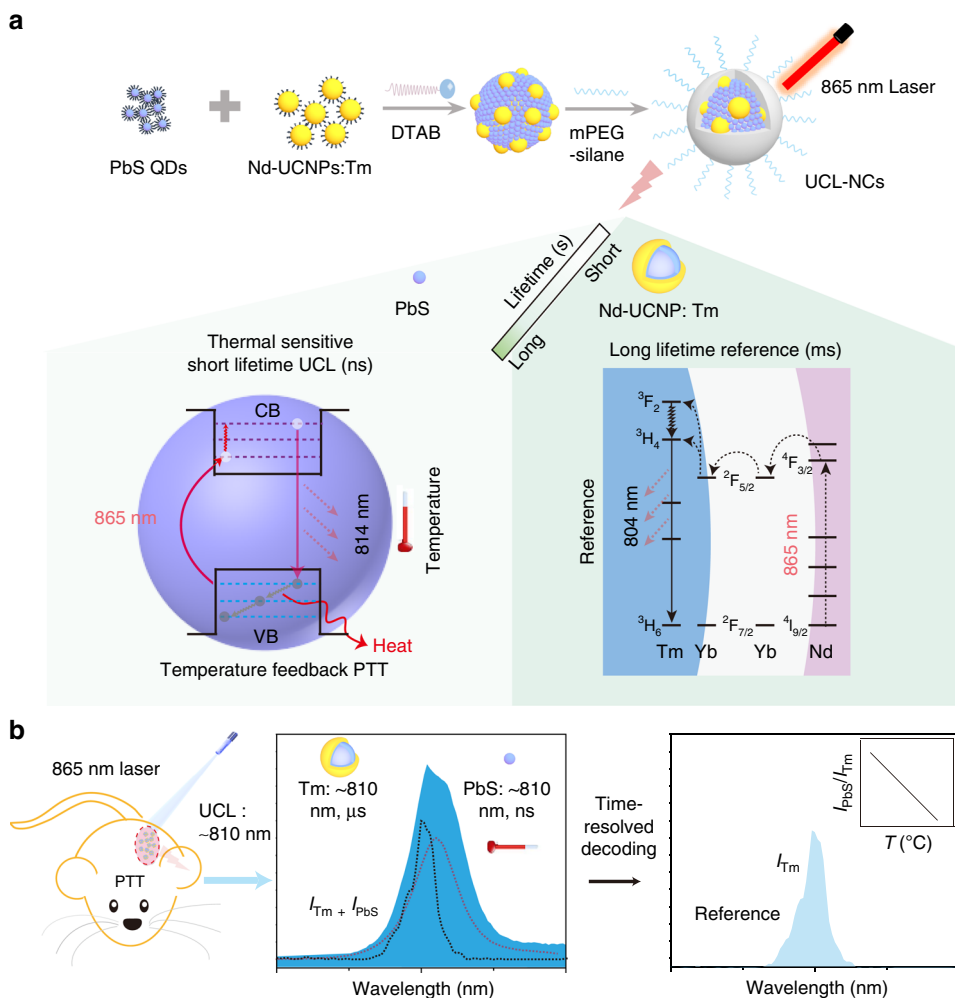 a
PbS QDs
Nd-UCNPs:Tm
DTAB
mPEG
-silane
865 nm Laser
UCL-NCs
PbS
Lifetime (s)
Short
Long
Nd-UCNP: Tm
Thermal sensitive
short lifetime UCL (ns)
CB
865 nm
814 nm
Temperature
VB
Heat
Temperature feedback PTT
Long lifetime reference (ms)
³F₂
³H₄
²F₅/₂
⁴F₃/₂
Reference
804 nm
865 nm
³H₆
²F₇/₂
⁴I₉/₂
Tm Yb Yb Nd
b
865 nm laser
UCL :
~810 nm
PTT
Tm: ~810
nm, μs
PbS: ~810
nm, ns
I_Tm + I_PbS
Wavelength (nm)
Time-
resolved
decoding
I_PbS/I_Tm
T (°C)
I_Tm
Reference
Wavelength (nm)